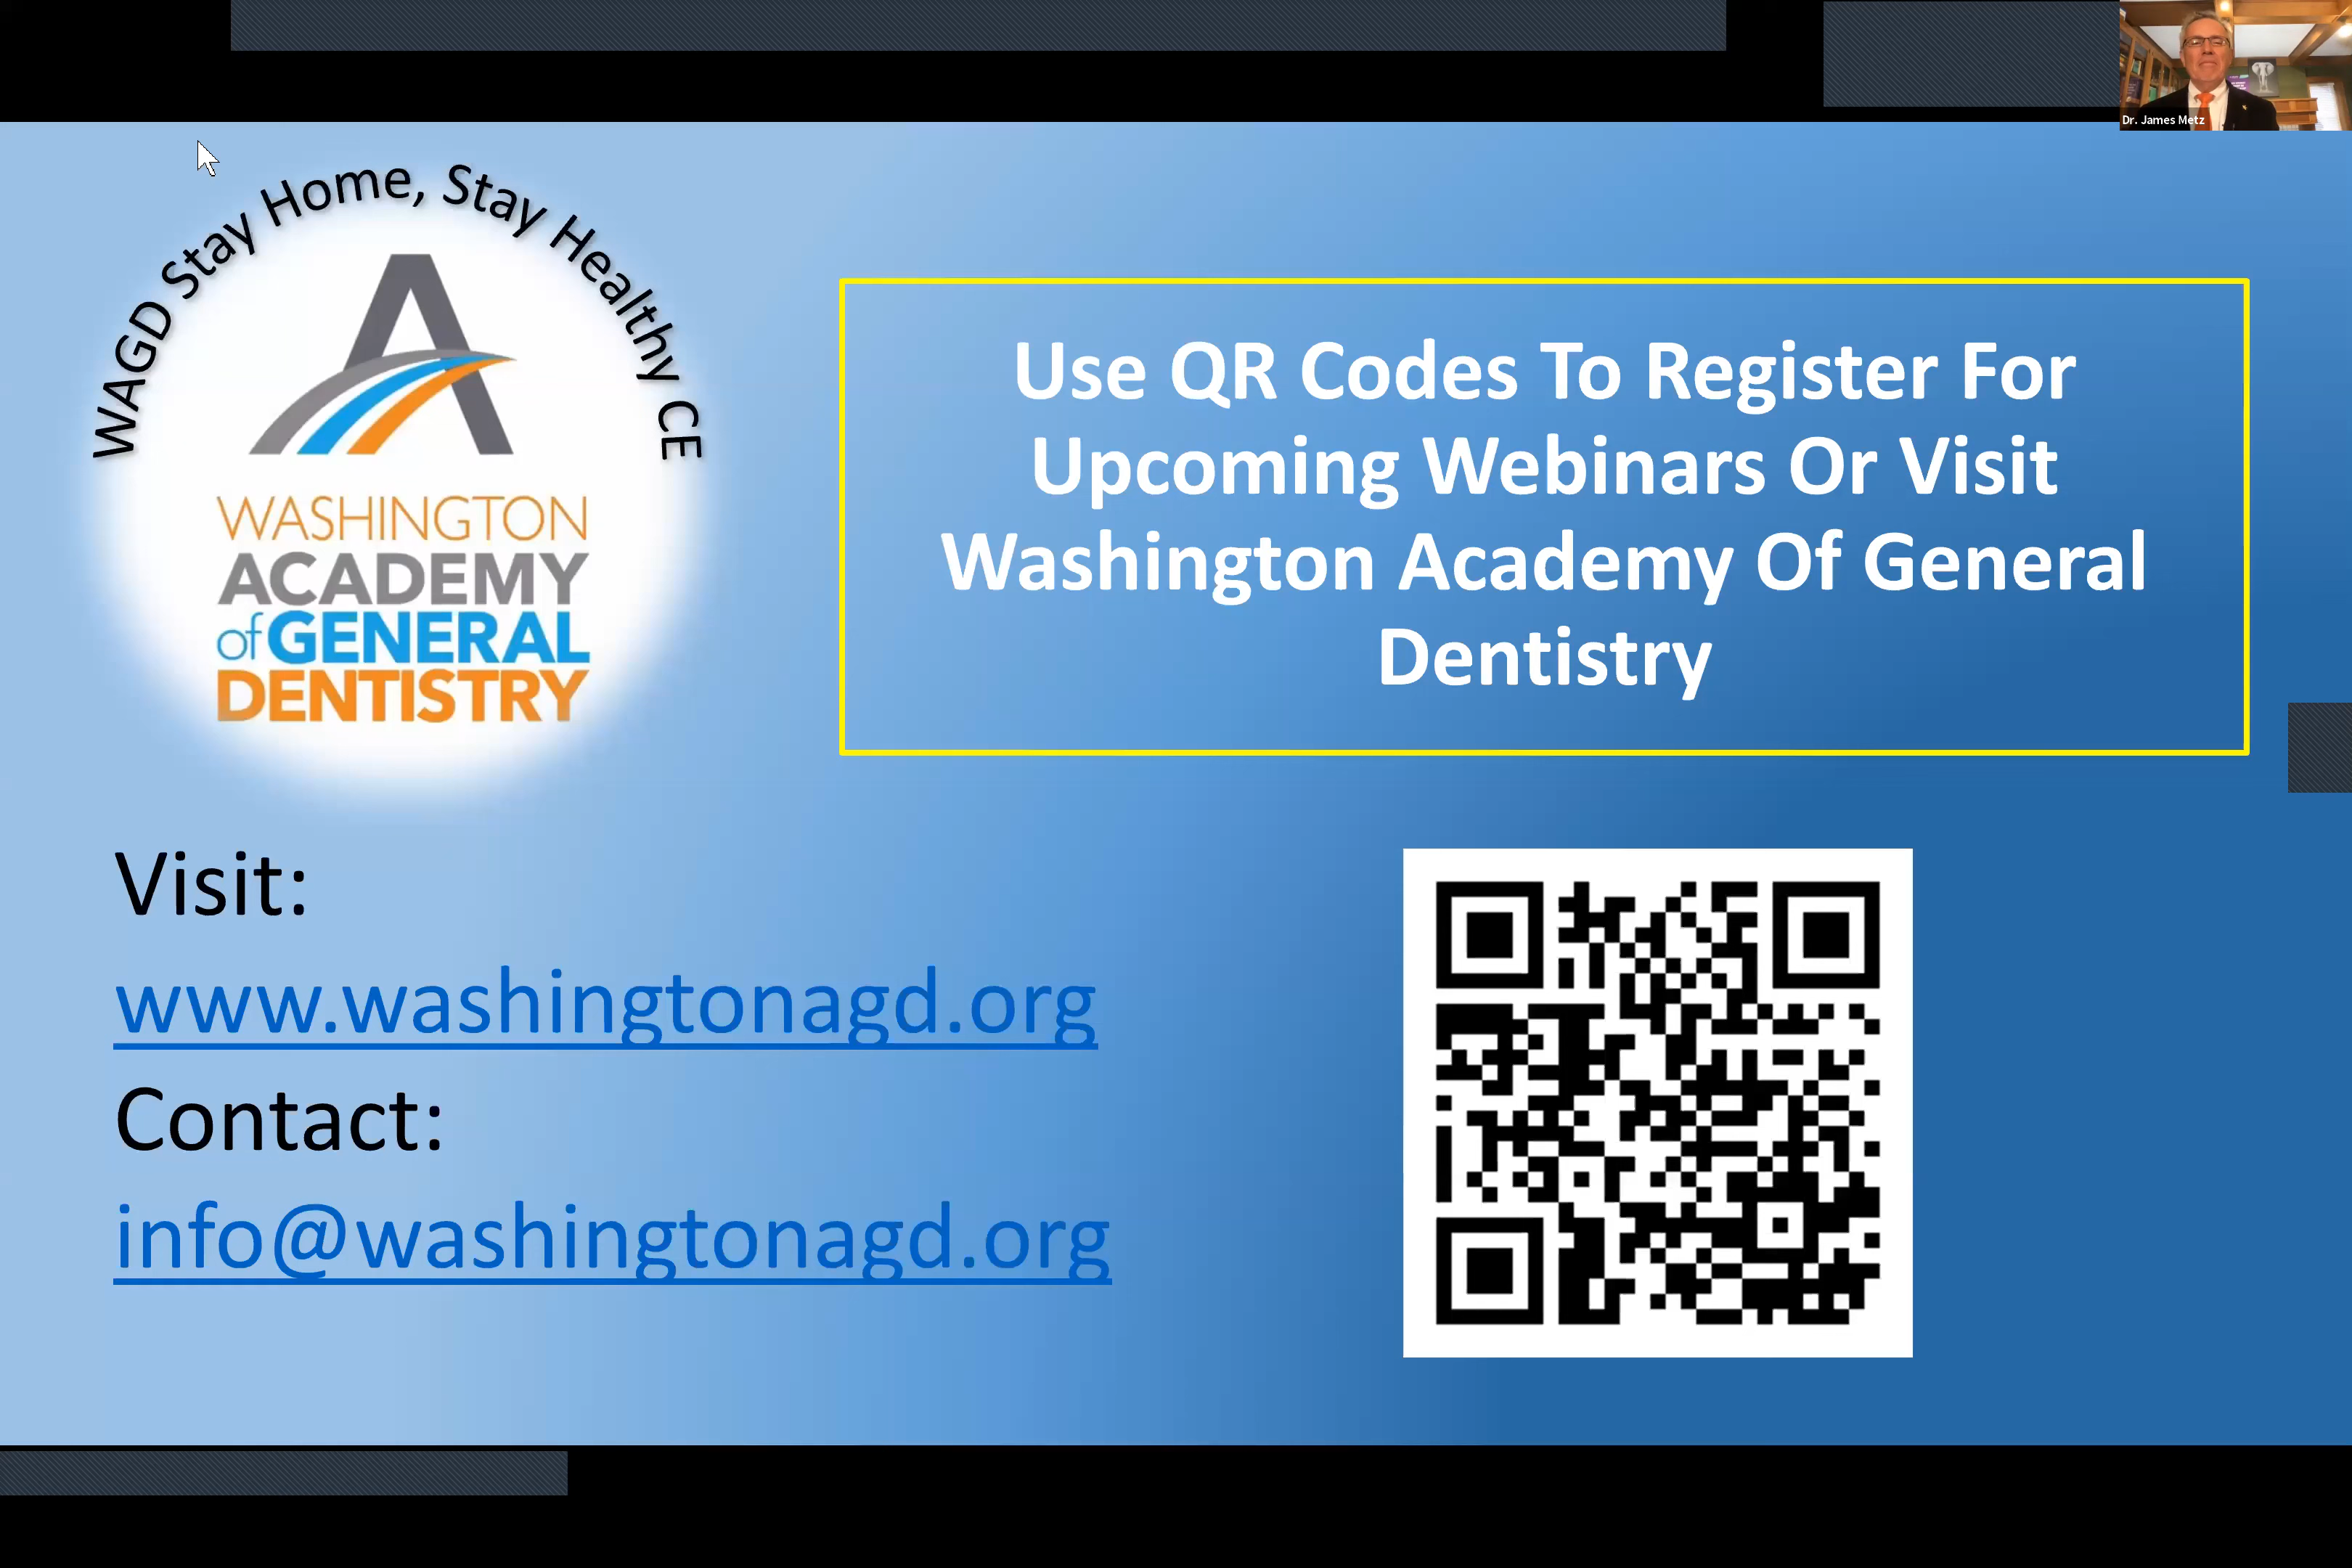 Dr. James Metz
WAGD Stay Home, Stay Healthy CE
WASHINGTON
ACADEMY
of GENERAL
DENTISTRY
Use QR Codes To Register For
Upcoming Webinars Or Visit
Washington Academy Of General
Dentistry
Visit:
www.washingtonagd.org
Contact:
info@washingtonagd.org